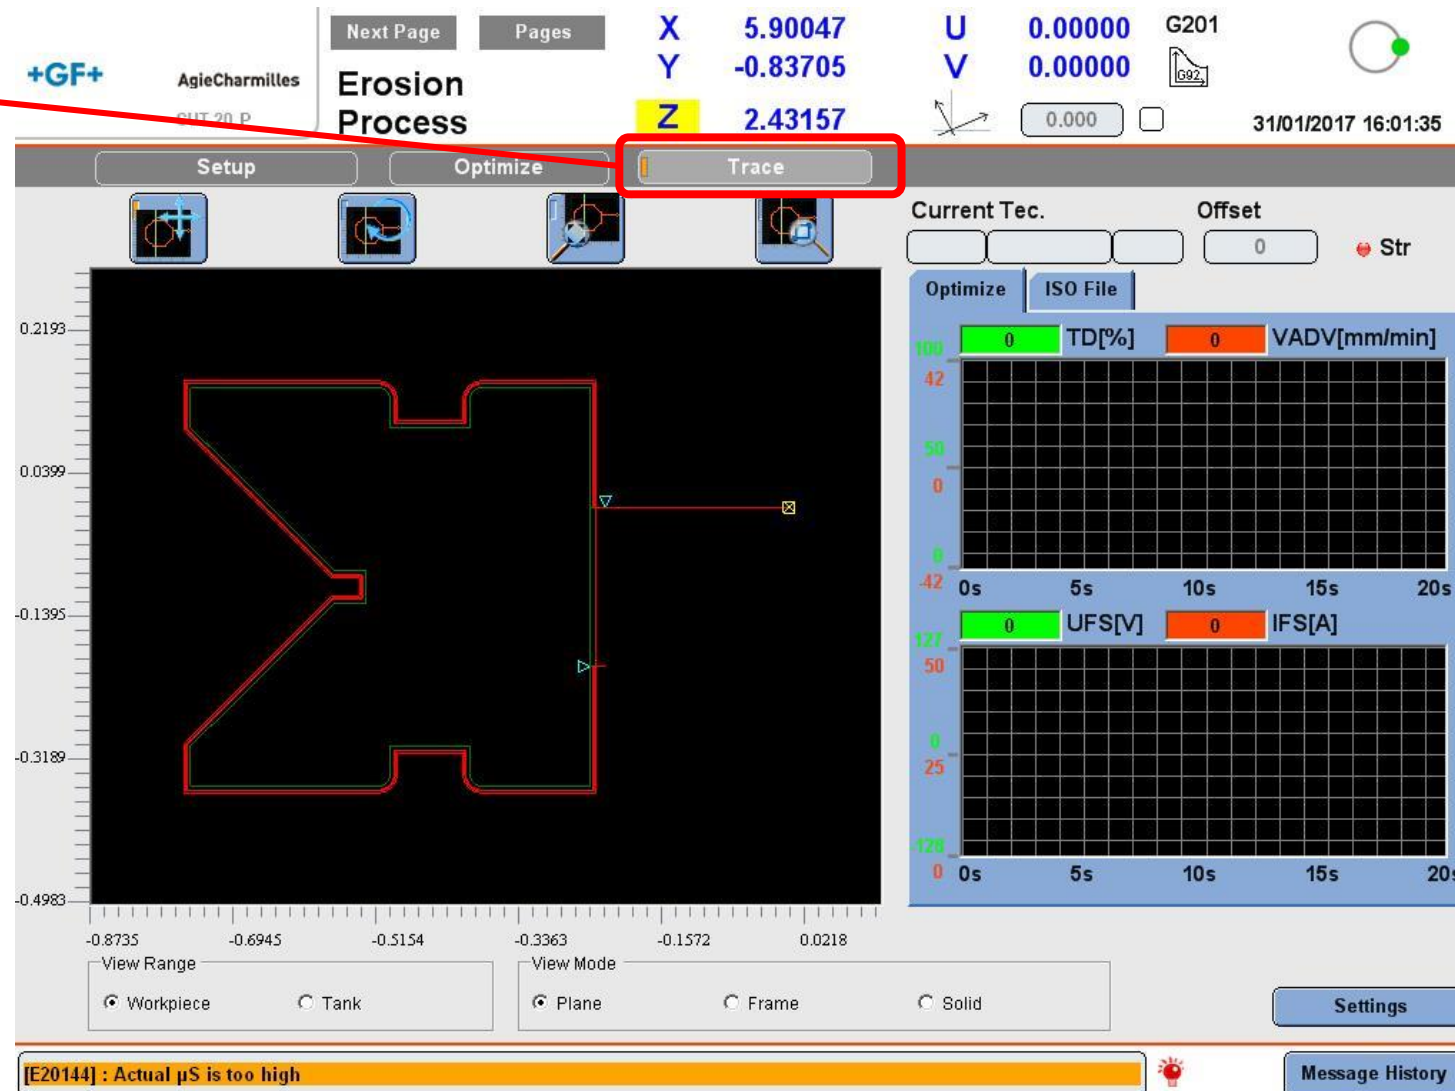 Next Page Pages X 5.90047 U 0.00000 G201
+GF+ AgieCharmilles Erosion Y -0.83705 V 0.00000 G92
CUT 20 P Process Z 2.43157 0.000 31/01/2017 16:01:35
Setup Optimize Trace
Current Tec. Offset
0 Str
Optimize ISO File
0 TD[%] 0 VADV[mm/min]
100
42
50
0
0
-42
0s 5s 10s 15s 20s
0 UFS[V] 0 IFS[A]
127
50
0
25
-128
0
0s 5s 10s 15s 20s
0.2193
0.0399
-0.1395
-0.3189
-0.4983
-0.8735 -0.6945 -0.5154 -0.3363 -0.1572 0.0218
View Range View Mode
Workpiece Tank Plane Frame Solid
Settings
[E20144] : Actual µS is too high
Message History